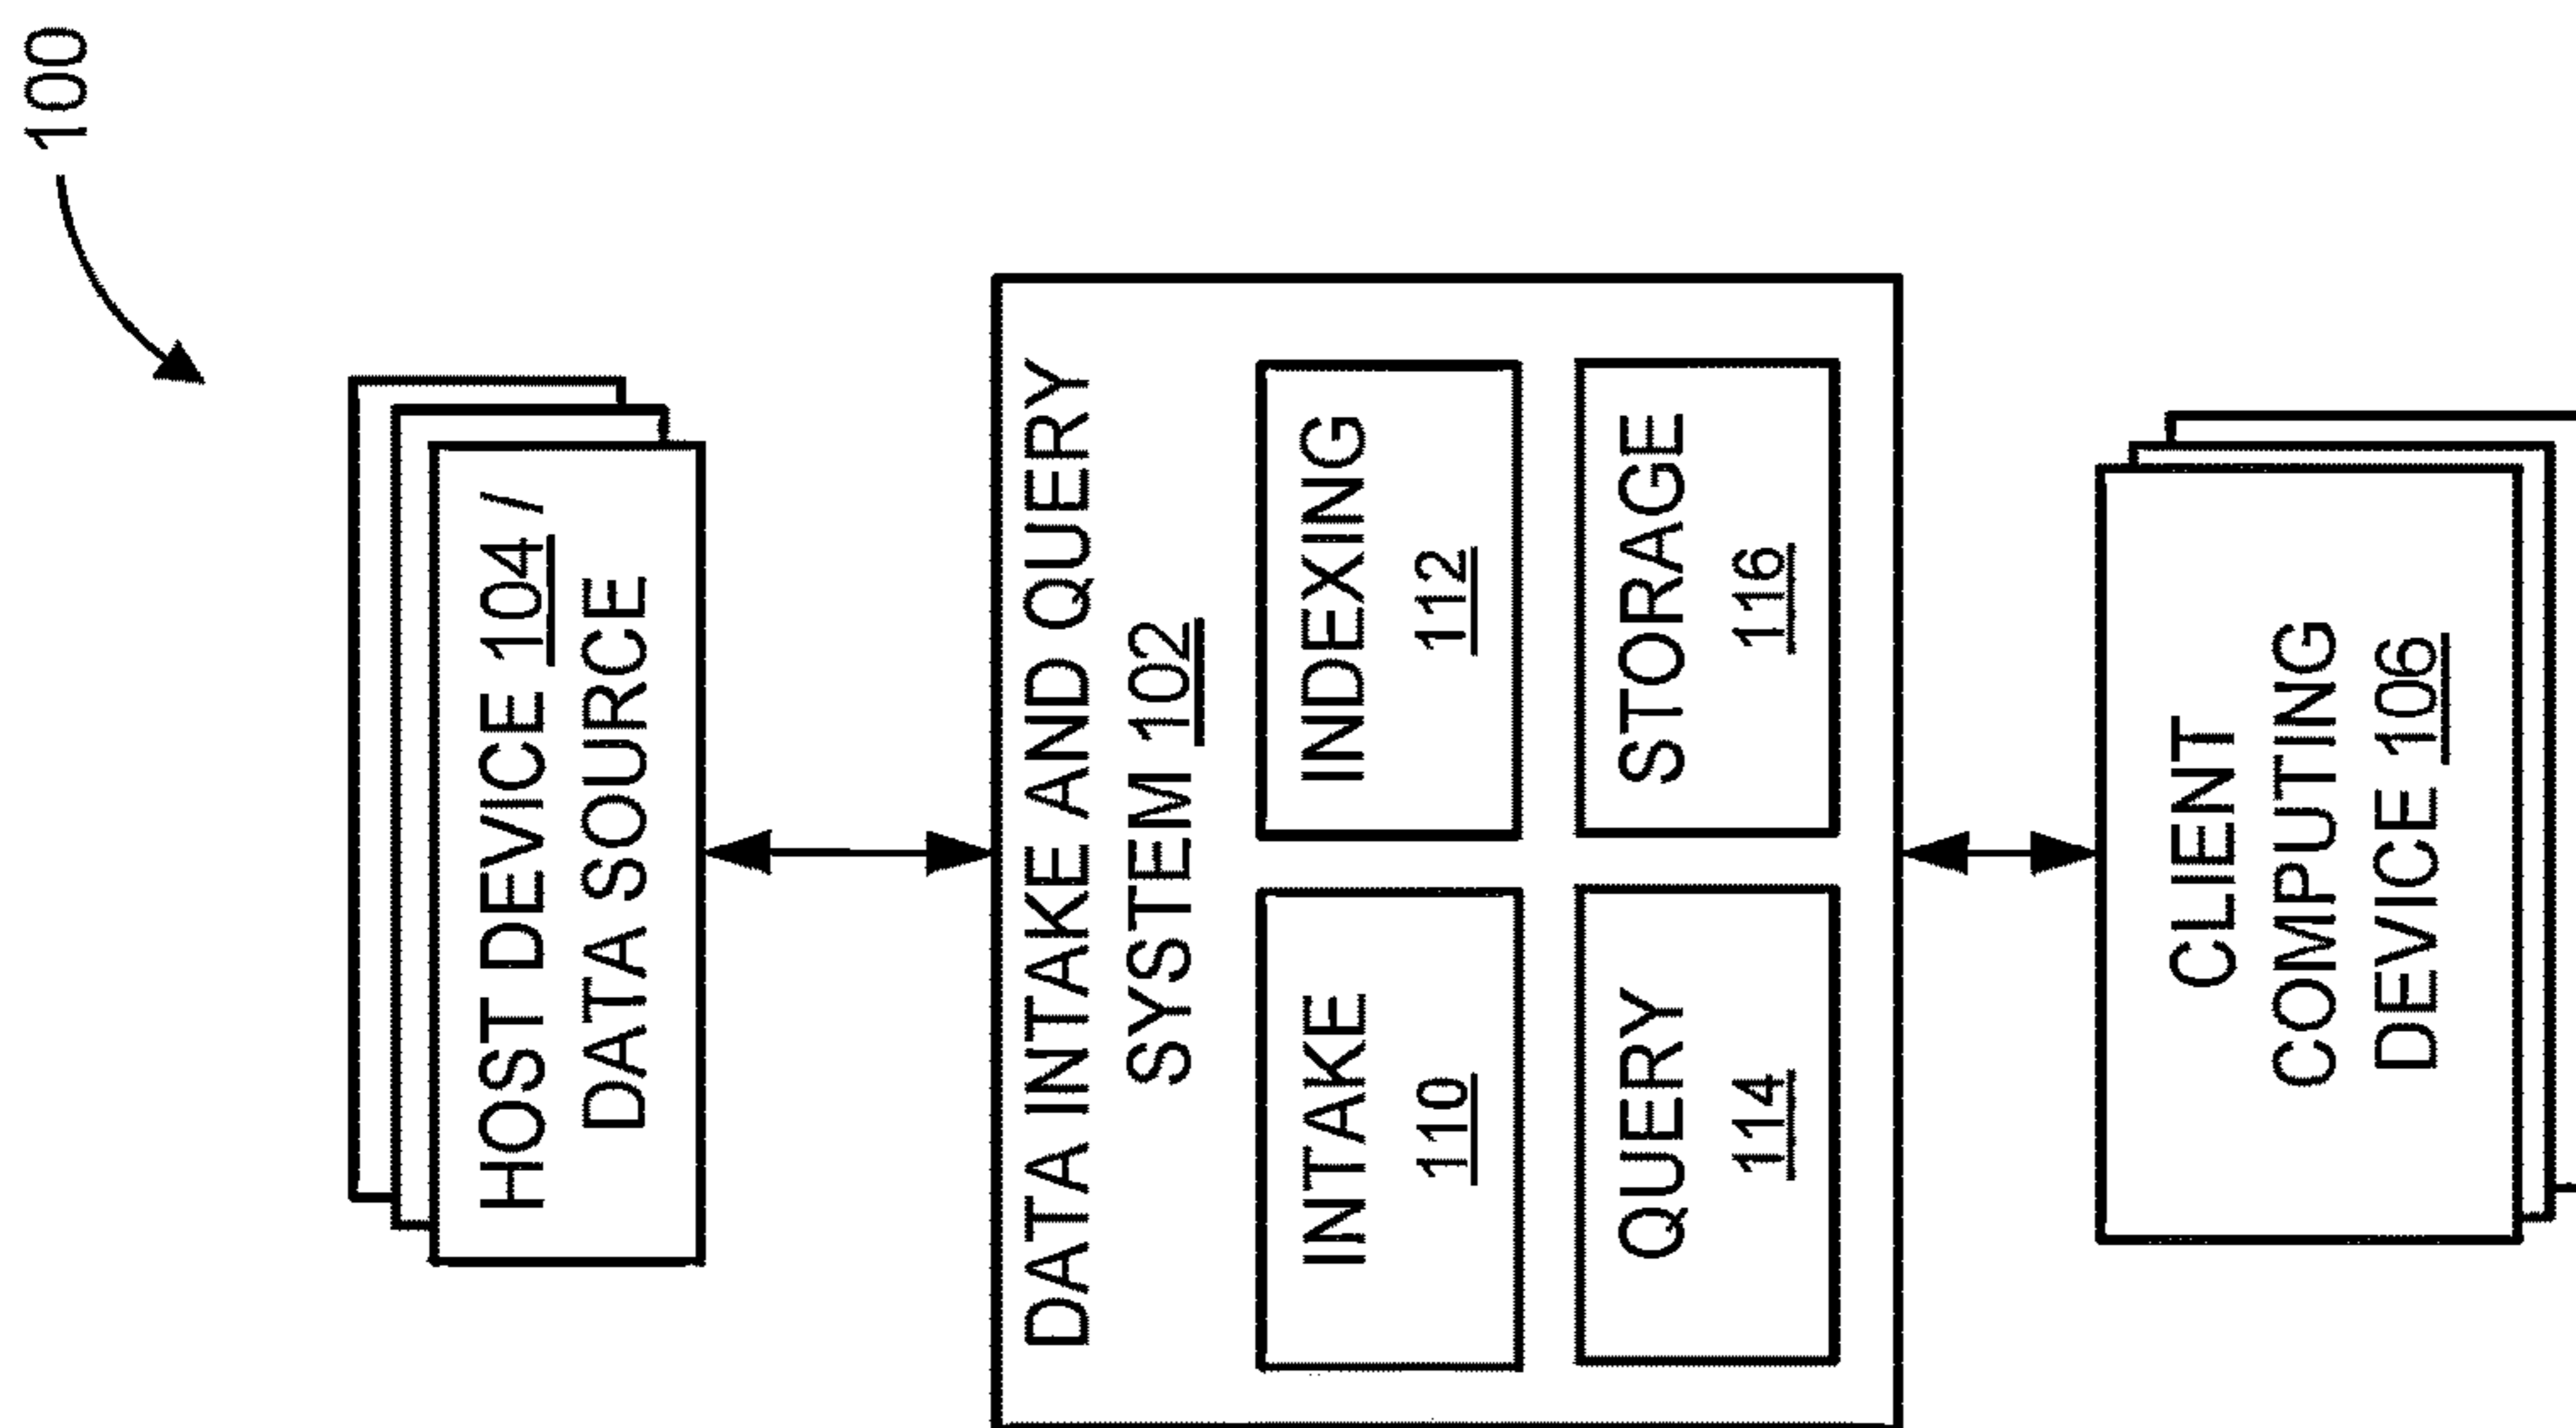 100
HOST DEVICE 104 /
DATA SOURCE
DATA INTAKE AND QUERY
SYSTEM 102
INTAKE
110
INDEXING
112
QUERY
114
STORAGE
116
CLIENT
COMPUTING
DEVICE 106